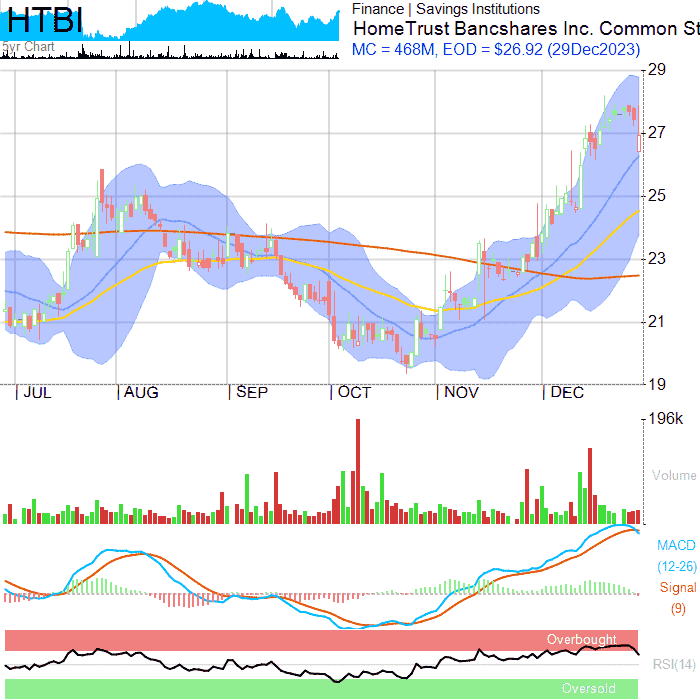 HTBI
5yr Chart
Finance | Savings Institutions
HomeTrust Bancshares Inc. Common St
MC = 468M, EOD = $26.92 (29Dec2023)
29
27
25
23
21
19
JUL AUG SEP OCT NOV DEC
196k
Volume
MACD
(12-26)
Signal
(9)
Overbought
RSI(14)
Oversold